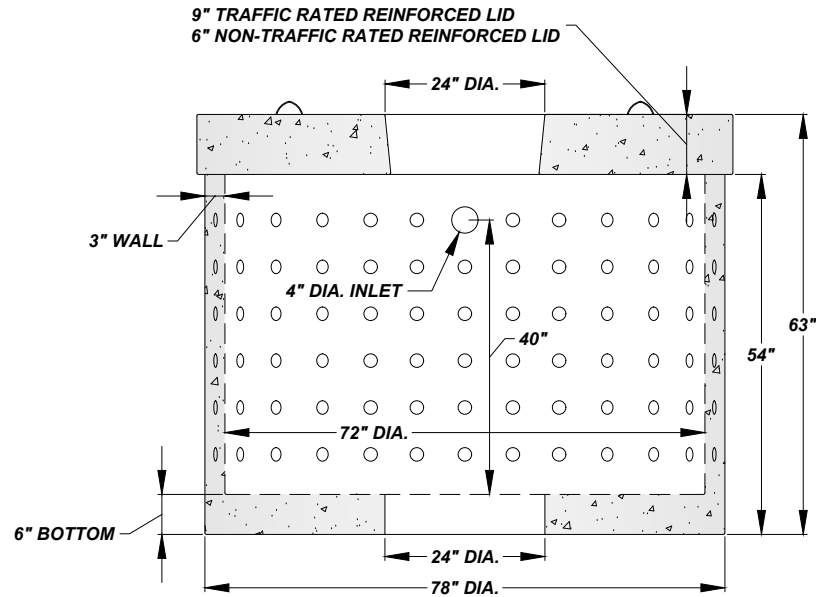 9" TRAFFIC RATED REINFORCED LID
6" NON-TRAFFIC RATED REINFORCED LID
24" DIA.
3" WALL
4" DIA. INLET
40"
63"
54"
72" DIA.
6" BOTTOM
24" DIA.
78" DIA.